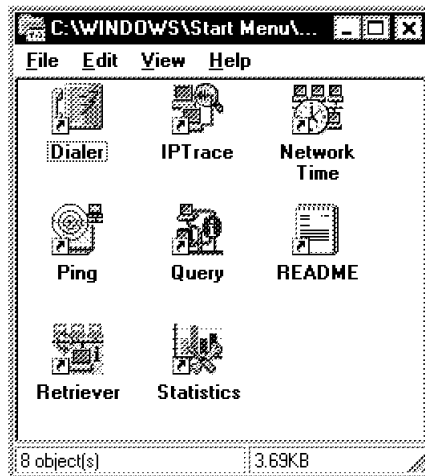 C:\WINDOWS\Start Menu\...
File Edit View Help
Dialer IPTrace Network Time
Ping Query README
Retriever Statistics
8 object(s) 3.69KB